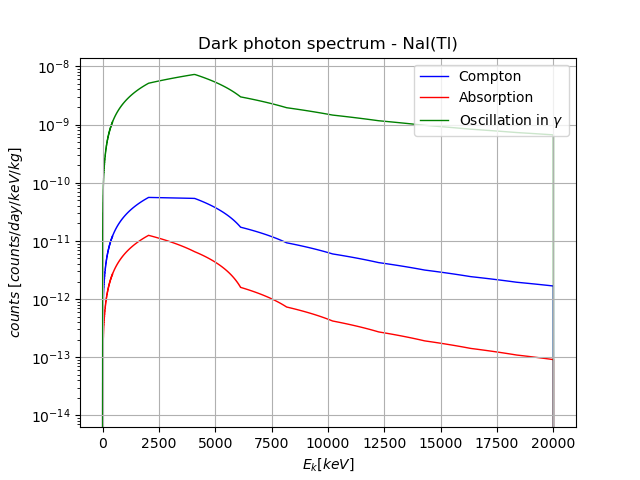 Dark photon spectrum - NaI(Tl)
Compton
Absorption
Oscillation in γ
counts [counts/day/keV/kg]
10⁻⁸
10⁻⁹
10⁻¹⁰
10⁻¹¹
10⁻¹²
10⁻¹³
10⁻¹⁴
0 2500 5000 7500 10000 12500 15000 17500 20000
Eₖ[keV]